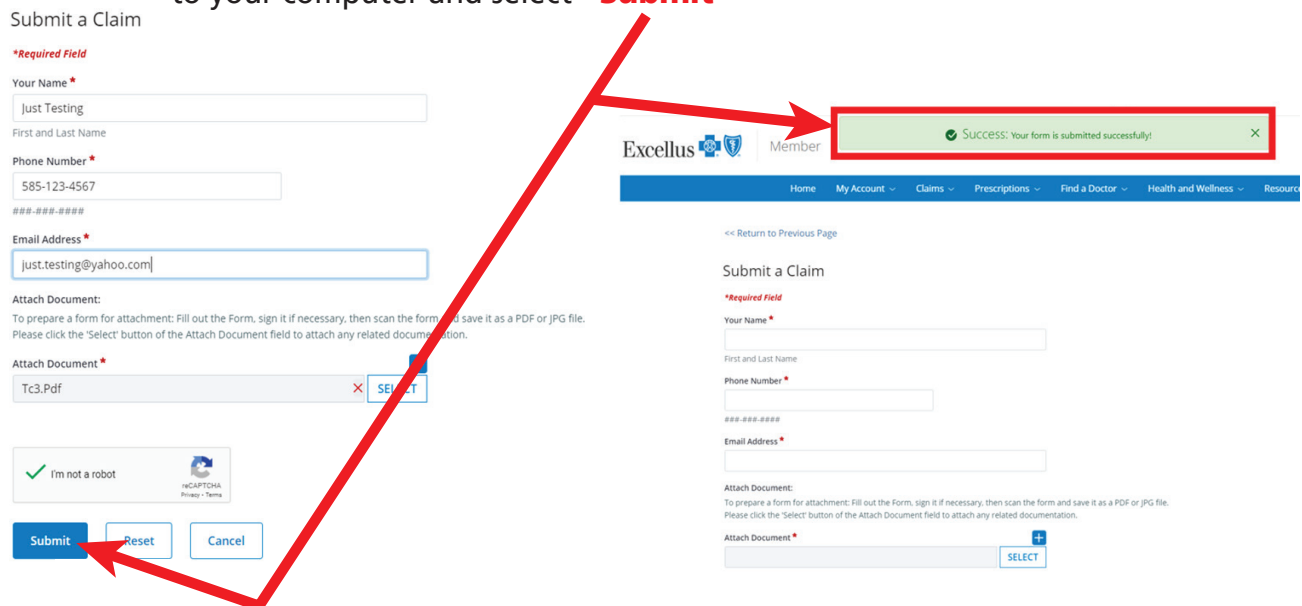 to your computer and select "Submit"
Submit a Claim
*Required Field
Your Name *
Just Testing
First and Last Name
Phone Number *
585-123-4567
###-###-####
Email Address *
just.testing@yahoo.com
Attach Document:
To prepare a form for attachment: Fill out the Form, sign it if necessary, then scan the form and save it as a PDF or JPG file.
Please click the 'Select' button of the Attach Document field to attach any related documentation.
Attach Document *
Tc3.Pdf
SELECT
I'm not a robot
reCAPTCHA
Privacy - Terms
Submit
Reset
Cancel
Success: Your form is submitted successfully!
Excellus
Member
Home My Account Claims Prescriptions Find a Doctor Health and Wellness Resource
<< Return to Previous Page
Submit a Claim
*Required Field
Your Name *
First and Last Name
Phone Number *
###-###-####
Email Address *
Attach Document:
To prepare a form for attachment: Fill out the Form, sign it if necessary, then scan the form and save it as a PDF or JPG file.
Please click the 'Select' button of the Attach Document field to attach any related documentation.
Attach Document *
SELECT